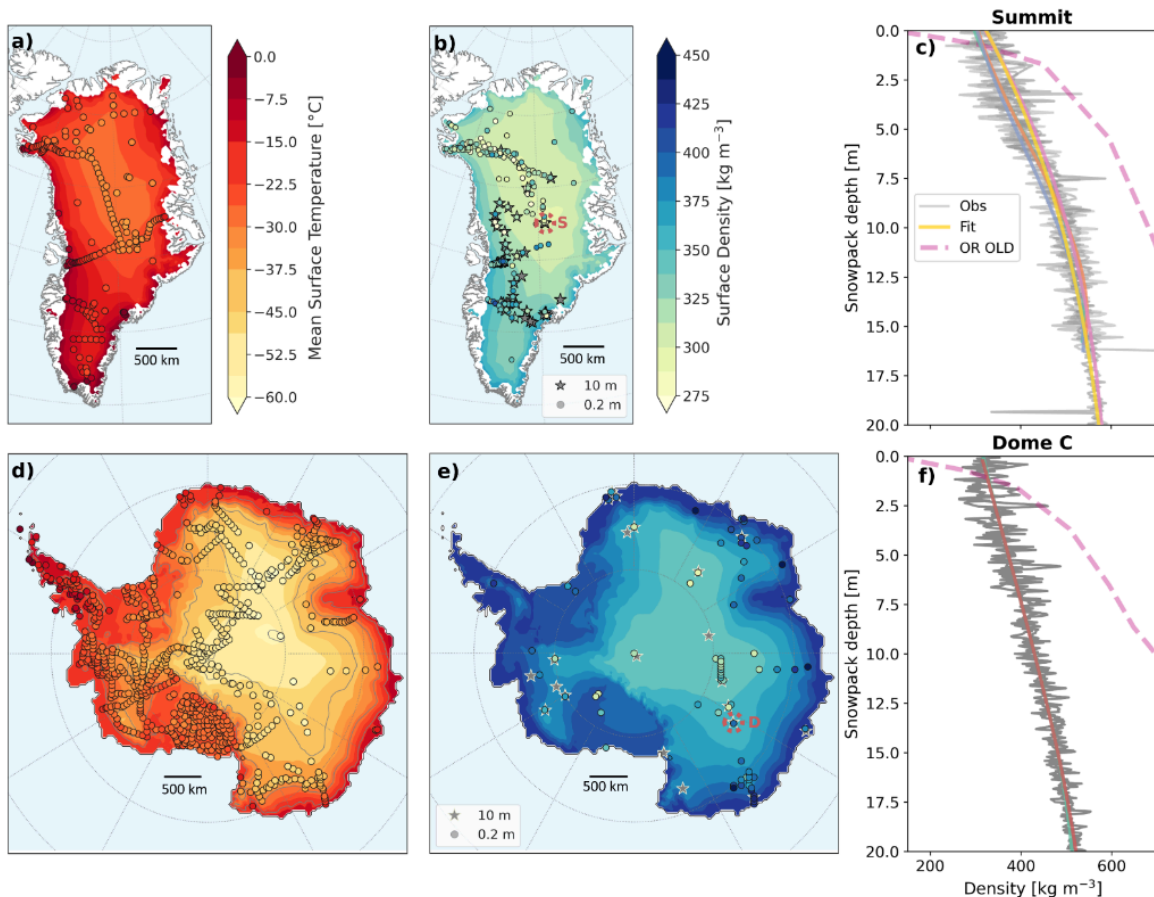 a)
0.0
−7.5
−15.0
−22.5
−30.0
−37.5
−45.0
−52.5
−60.0
Mean Surface Temperature [°C]
500 km
b)
S
500 km
10 m
0.2 m
450
425
400
375
350
325
300
275
Surface Density [kg m⁻³]
Summit
c)
0.0
2.5
5.0
7.5
10.0
12.5
15.0
17.5
20.0
Snowpack depth [m]
Obs
Fit
OR OLD
d)
500 km
e)
D
500 km
10 m
0.2 m
Dome C
f)
0.0
2.5
5.0
7.5
10.0
12.5
15.0
17.5
20.0
Snowpack depth [m]
200
400
600
Density [kg m⁻³]